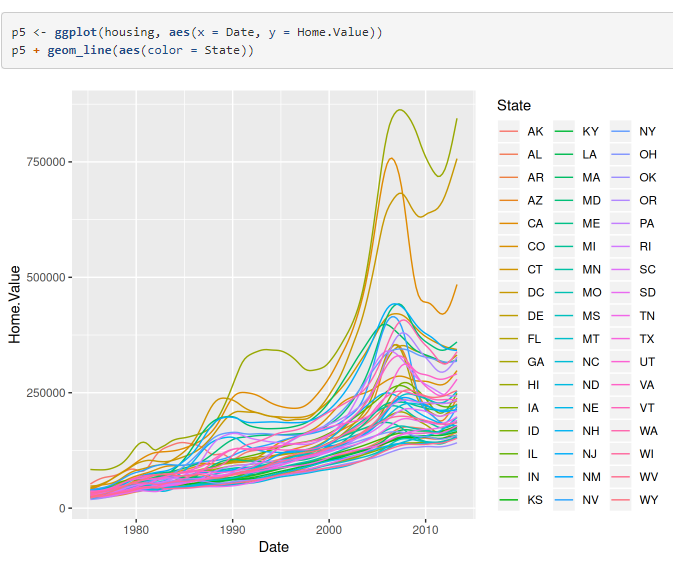 p5 <- ggplot(housing, aes(x = Date, y = Home.Value))
p5 + geom_line(aes(color = State))
State
AK KY NY
AL LA OH
AR MA OK
AZ MD OR
CA ME PA
CO MI RI
CT MN SC
DC MO SD
DE MS TN
FL MT TX
GA NC UT
HI ND VA
IA NE VT
ID NH WA
IL NJ WI
IN NM WV
KS NV WY
Home.Value
750000
500000
250000
0
1980 1990 2000 2010
Date